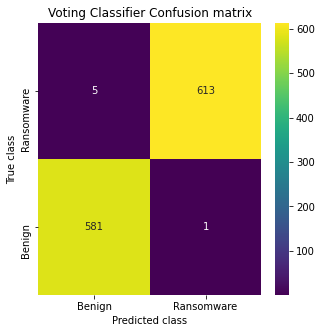 Voting Classifier Confusion matrix
True class
Ransomware
5
613
Benign
581
1
Benign
Ransomware
Predicted class
600
500
400
300
200
100